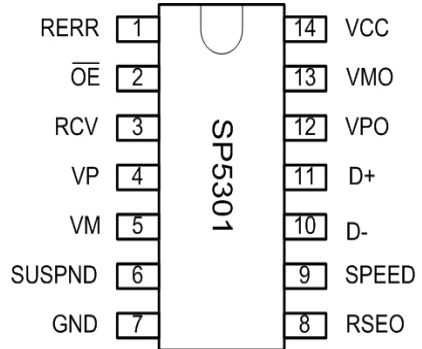 RERR 1 14 VCC
OE 2 13 VMO
RCV 3 12 VPO
VP 4 11 D+
VM 5 10 D-
SUSPND 6 9 SPEED
GND 7 8 RSEO
SP5301